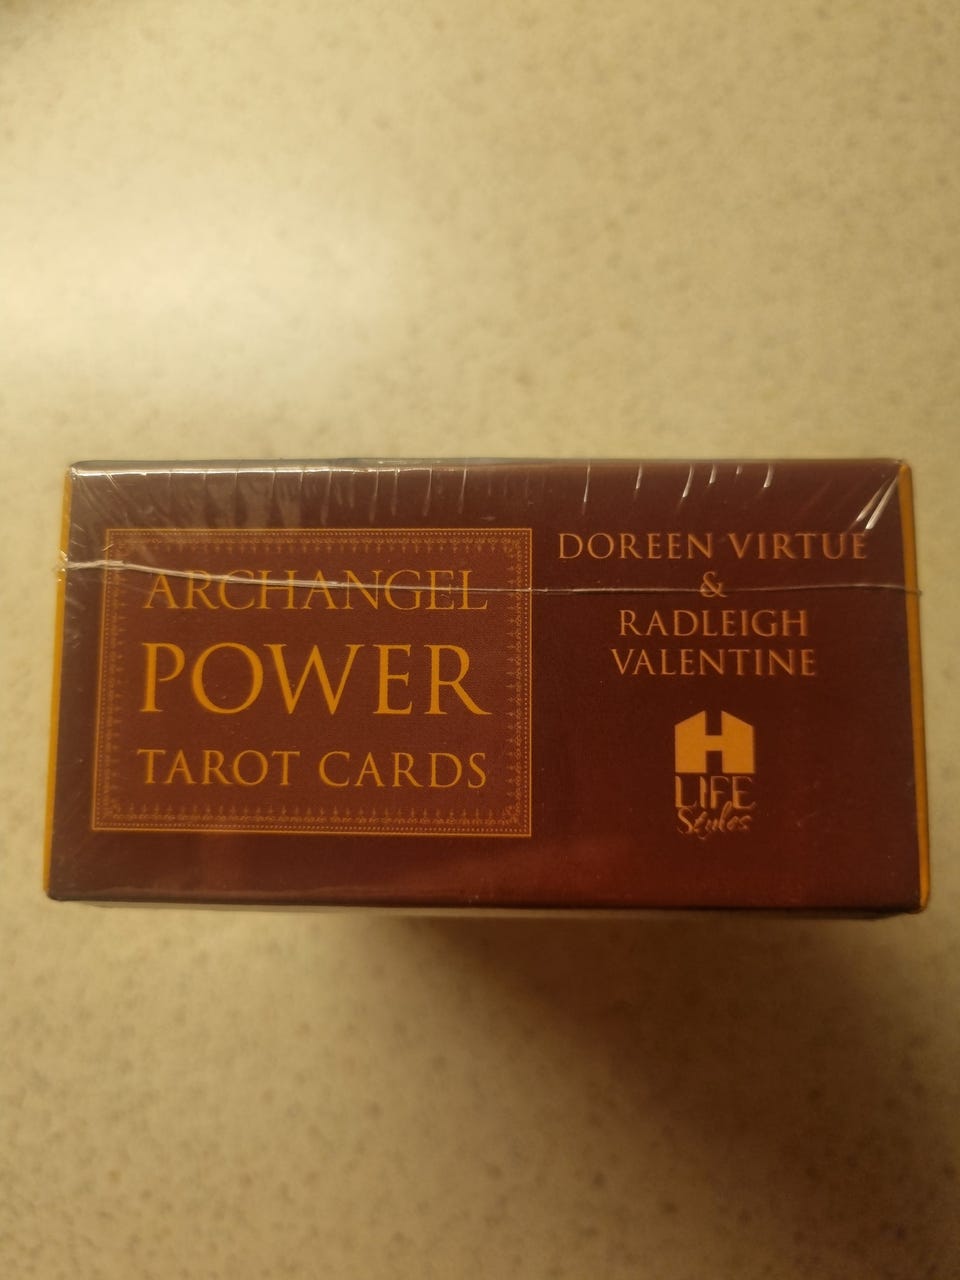 ARCHANGEL
POWER
TAROT CARDS
DOREEN VIRTUE
&
RADLEIGH
VALENTINE
H
LIFE
Styles